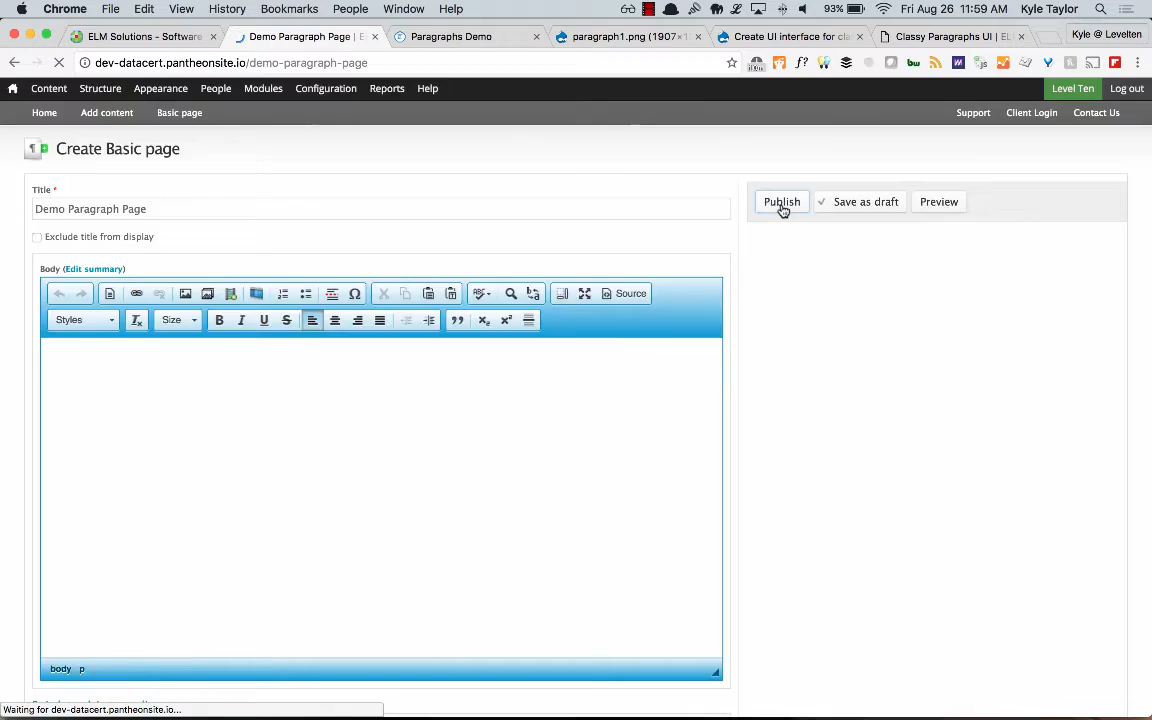 Chrome File Edit View History Bookmarks People Window Help 93% Fri Aug 26 11:59 AM Kyle Taylor
ELM Solutions - Software Demo Paragraph Page | E Paragraphs Demo paragraph1.png (1907×1 Create UI interface for cla Classy Paragraphs UI | EL Kyle @ Levelten
dev-datacert.pantheonsite.io/demo-paragraph-page
Content Structure Appearance People Modules Configuration Reports Help Level Ten Log out
Home Add content Basic page Support Client Login Contact Us
Create Basic page
Title *
Demo Paragraph Page
Publish Save as draft Preview
Exclude title from display
Body (Edit summary)
Source
Styles Size B I U S
body p
Waiting for dev-datacert.pantheonsite.io...